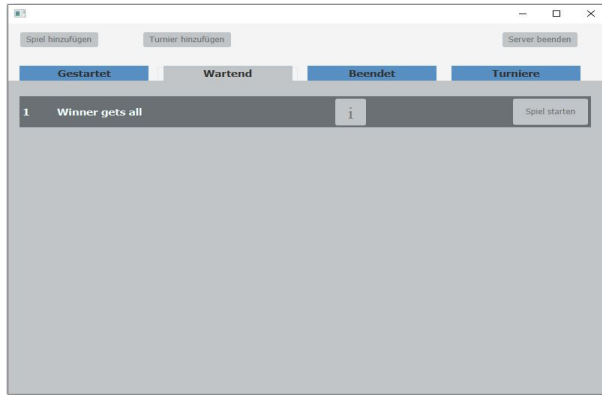 Spiel hinzufügen Turnier hinzufügen Server beenden
Gestartet Wartend Beendet Turniere
1 Winner gets all i Spiel starten